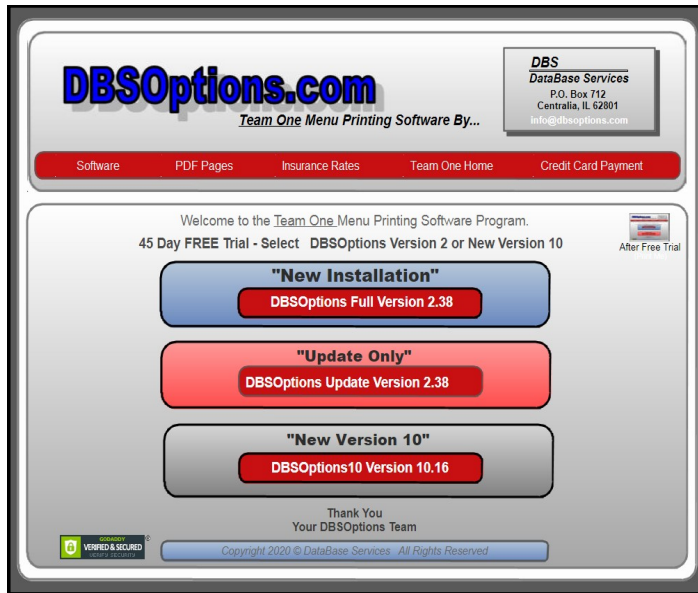 DBSOptions.com
Team One Menu Printing Software By...
DBS
DataBase Services
P.O. Box 712
Centralia, IL 62801
info@dbsoptions.com
Software PDF Pages Insurance Rates Team One Home Credit Card Payment
Welcome to the Team One Menu Printing Software Program.
45 Day FREE Trial - Select DBSOptions Version 2 or New Version 10
After Free Trial
"New Installation"
DBSOptions Full Version 2.38
"Update Only"
DBSOptions Update Version 2.38
"New Version 10"
DBSOptions10 Version 10.16
Thank You
Your DBSOptions Team
GODADDY
VERIFIED & SECURED
VERIFY SECURITY
Copyright 2020 © DataBase Services All Rights Reserved